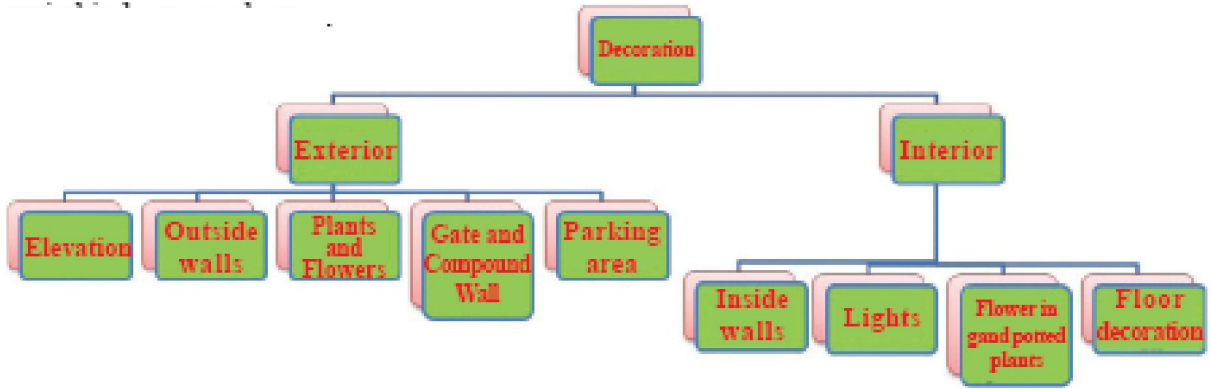 Decoration
Exterior
Interior
Elevation
Outside
walls
Plants
and
Flowers
Gate and
Compound
Wall
Parking
area
Inside
walls
Lights
Flower in
gand potted
plants
Floor
decoration